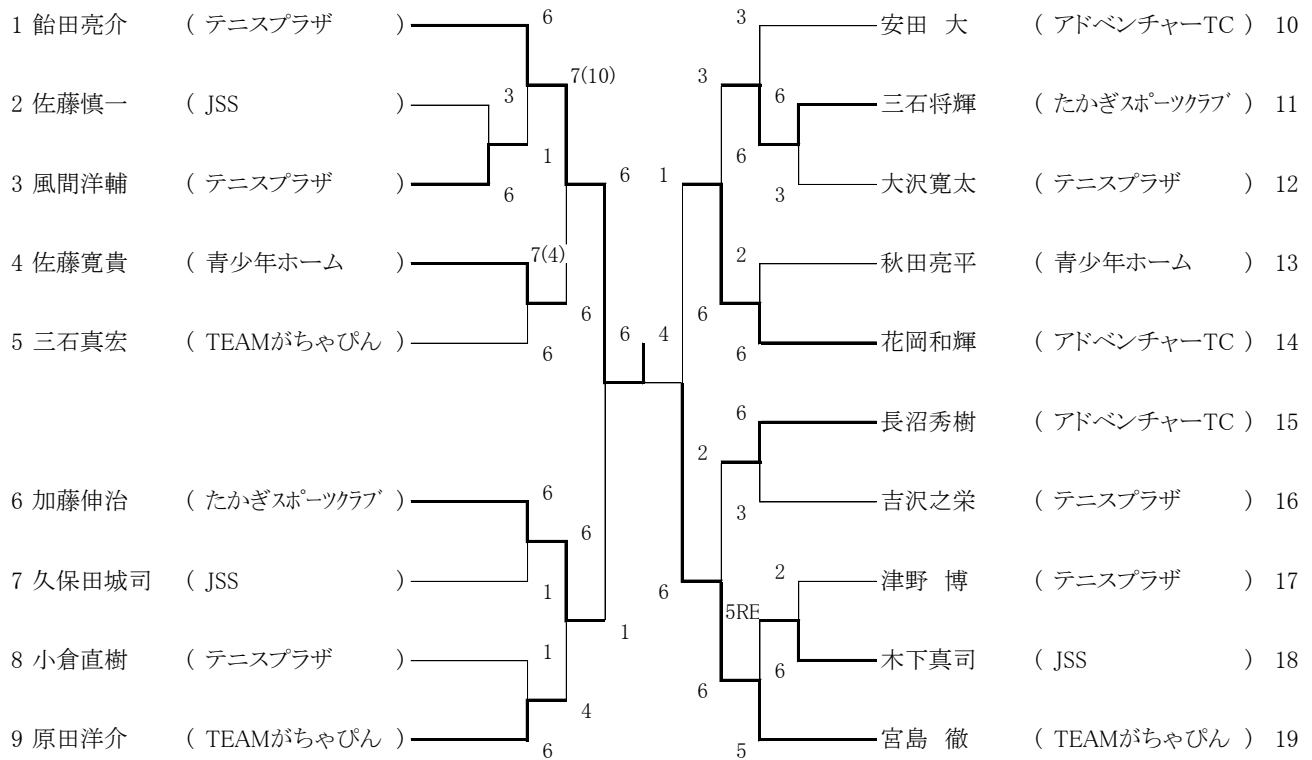 1 飴田亮介 ( テニスプラザ ) 6
3 安田 大 ( アドベンチャーTC ) 10
7(10)
3
2 佐藤慎一 ( JSS ) 3
6 三石将輝 ( たかぎスポーツクラブ ) 11
1
6
6
1
3 風間洋輔 ( テニスプラザ ) 6
3 大沢寛太 ( テニスプラザ ) 12
4 佐藤寛貴 ( 青少年ホーム ) 7(4)
2 秋田亮平 ( 青少年ホーム ) 13
6
6
6
4
5 三石真宏 ( TEAMがちゃぴん ) 6
6 花岡和輝 ( アドベンチャーTC ) 14
6 長沼秀樹 ( アドベンチャーTC ) 15
2
6 加藤伸治 ( たかぎスポーツクラブ ) 6
3 吉沢之栄 ( テニスプラザ ) 16
6
7 久保田城司 ( JSS ) 1
2 津野 博 ( テニスプラザ ) 17
6
5RE
1
8 小倉直樹 ( テニスプラザ ) 1
6 木下真司 ( JSS ) 18
4
6
9 原田洋介 ( TEAMがちゃぴん ) 6
5 宮島 徹 ( TEAMがちゃぴん ) 19